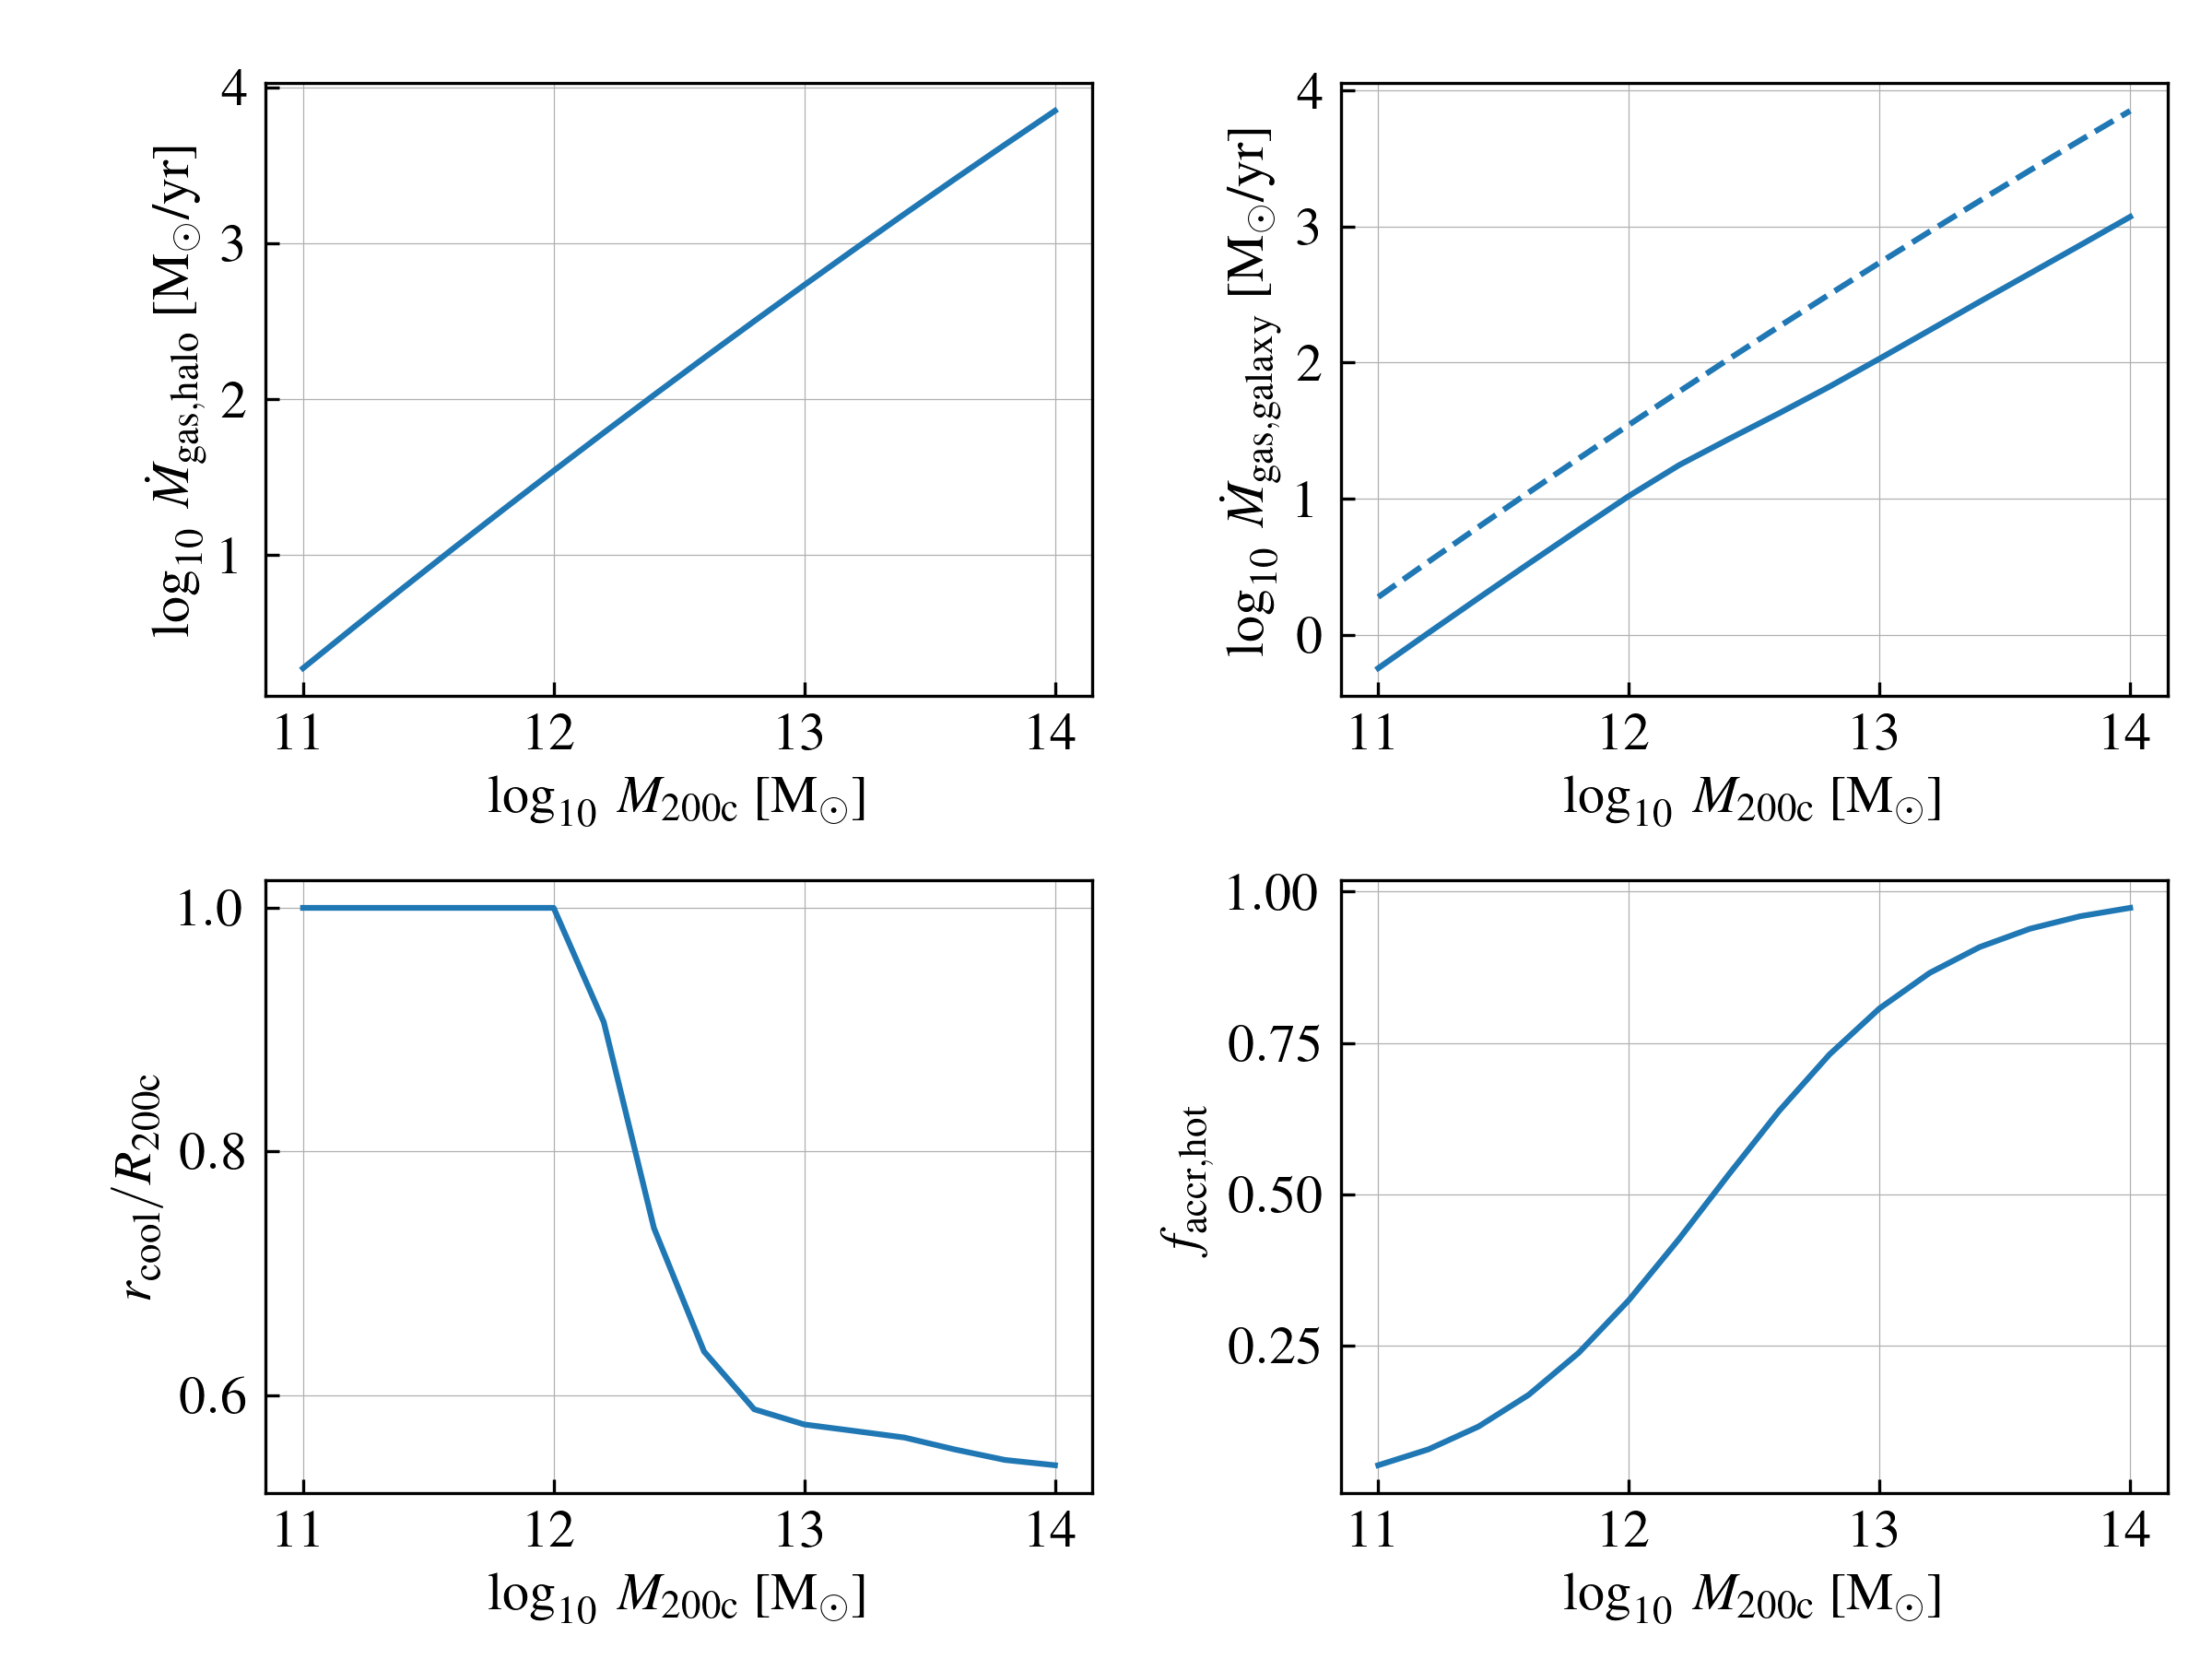 4
3
2
1
log₁₀ Ṁgas,halo [M☉/yr]
11 12 13 14
log₁₀ M200c [M☉]
4
3
2
1
0
log₁₀ Ṁgas,galaxy [M☉/yr]
11 12 13 14
log₁₀ M200c [M☉]
1.0
0.8
0.6
rcool/R200c
11 12 13 14
log₁₀ M200c [M☉]
1.00
0.75
0.50
0.25
faccr,hot
11 12 13 14
log₁₀ M200c [M☉]